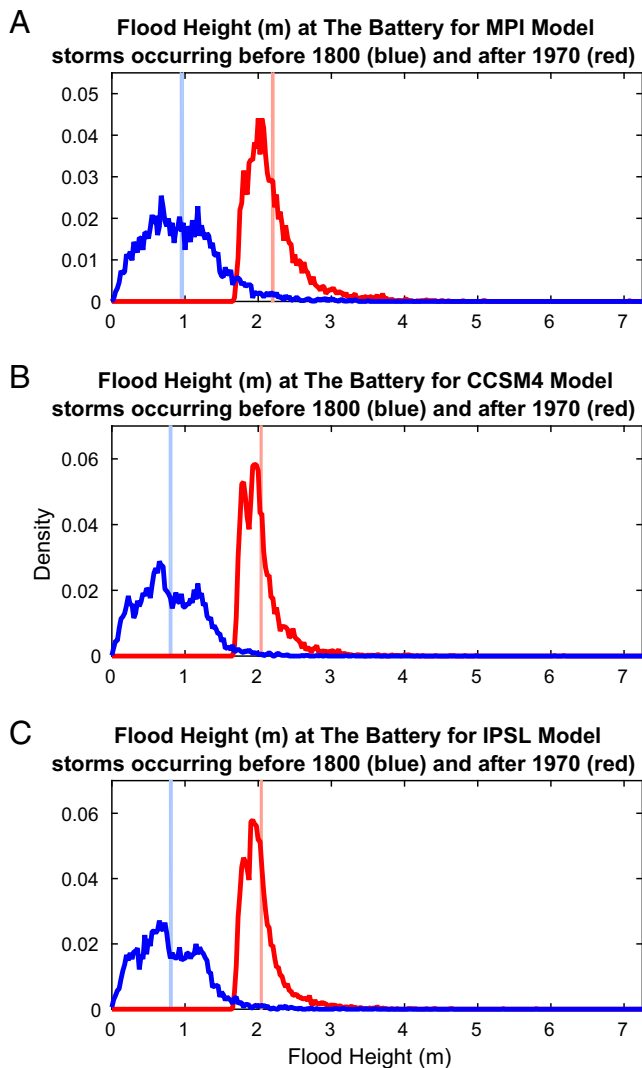 A
Flood Height (m) at The Battery for MPI Model
storms occurring before 1800 (blue) and after 1970 (red)
0.05
0.04
0.03
0.02
0.01
0
0 1 2 3 4 5 6 7
B
Flood Height (m) at The Battery for CCSM4 Model
storms occurring before 1800 (blue) and after 1970 (red)
0.06
0.04
0.02
0
Density
0 1 2 3 4 5 6 7
C
Flood Height (m) at The Battery for IPSL Model
storms occurring before 1800 (blue) and after 1970 (red)
0.06
0.04
0.02
0
0 1 2 3 4 5 6 7
Flood Height (m)